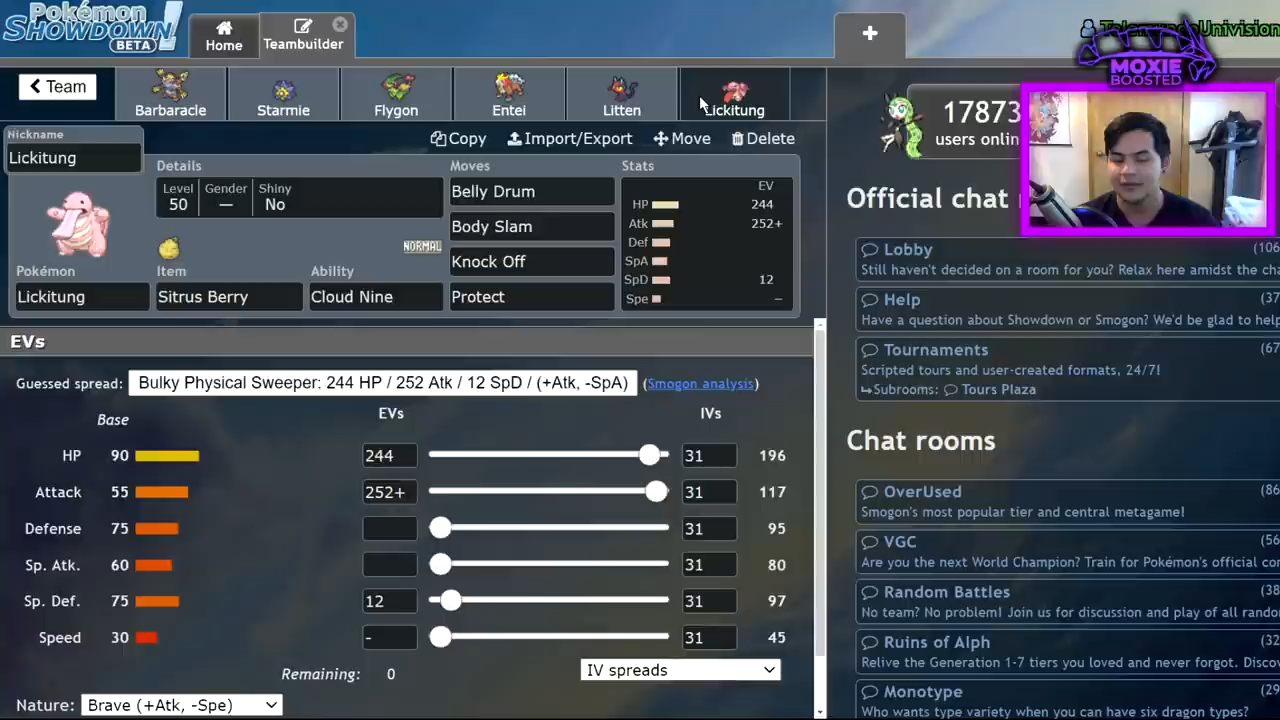 Pokémon
SHOWDOWN!
BETA
Home
Teambuilder
+
MOXIE
BOOSTED
< Team
Barbaracle
Starmie
Flygon
Entei
Litten
Lickitung
17873
users onlin
Nickname
Lickitung
Copy
Import/Export
Move
Delete
Details
Level
50
Gender
—
Shiny
No
NORMAL
Pokémon
Lickitung
Item
Sitrus Berry
Ability
Cloud Nine
Moves
Belly Drum
Body Slam
Knock Off
Protect
Stats
EV
HP 244
Atk 252+
Def
SpA
SpD 12
Spe –
Official chat
Lobby (106
Still haven't decided on a room for you? Relax here amidst the cha
Help (37
Have a question about Showdown or Smogon? We'd be glad to help
Tournaments (67
Scripted tours and user-created formats, 24/7!
↳Subrooms: Tours Plaza
Chat rooms
OverUsed (86
Smogon's most popular tier and central metagame!
VGC (56
Are you the next World Champion? Train for Pokémon's official co
Random Battles (38
No team? No problem! Join us for discussion and play of all rando
Ruins of Alph (32
Relive the Generation 1-7 tiers you loved and never forgot. Disco
Monotype (29
Who wants type variety when you can have six dragon types?
EVs
Guessed spread: Bulky Physical Sweeper: 244 HP / 252 Atk / 12 SpD / (+Atk, -SpA) (Smogon analysis)
Base EVs IVs
HP 90 244 31 196
Attack 55 252+ 31 117
Defense 75 31 95
Sp. Atk. 60 31 80
Sp. Def. 75 12 31 97
Speed 30 - 31 45
Remaining: 0
IV spreads
Nature: Brave (+Atk, -Spe)